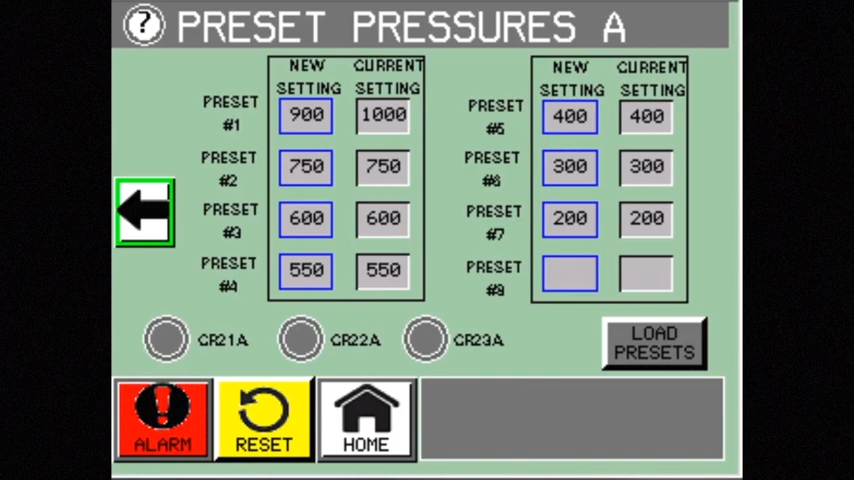 ? PRESET PRESSURES A
NEW SETTING
CURRENT SETTING
PRESET #1 900 1000
PRESET #2 750 750
PRESET #3 600 600
PRESET #4 550 550
NEW SETTING
CURRENT SETTING
PRESET #5 400 400
PRESET #6 300 300
PRESET #7 200 200
PRESET #8
CR21A
CR22A
CR23A
LOAD PRESETS
ALARM
RESET
HOME